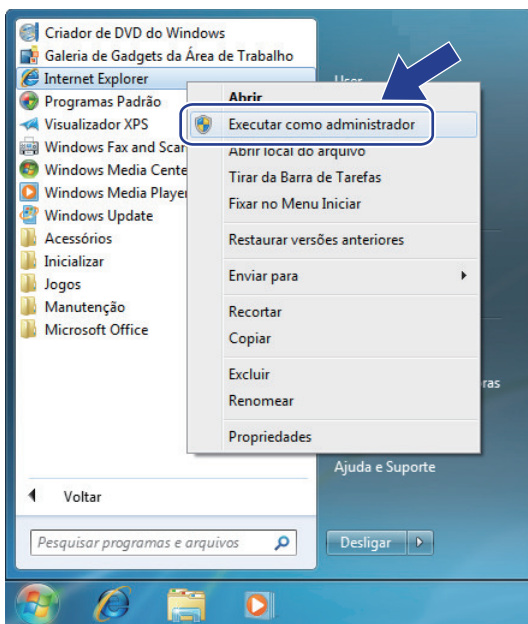 Criador de DVD do Windows
Galeria de Gadgets da Área de Trabalho
Internet Explorer
Programas Padrão
Visualizador XPS
Windows Fax and Scan
Windows Media Cente
Windows Media Player
Windows Update
Acessórios
Inicializar
Jogos
Manutenção
Microsoft Office
Voltar
Pesquisar programas e arquivos
User
Abrir
Executar como administrador
Abrir local do arquivo
Tirar da Barra de Tarefas
Fixar no Menu Iniciar
Restaurar versões anteriores
Enviar para
Recortar
Copiar
Excluir
Renomear
Propriedades
ras
Ajuda e Suporte
Desligar